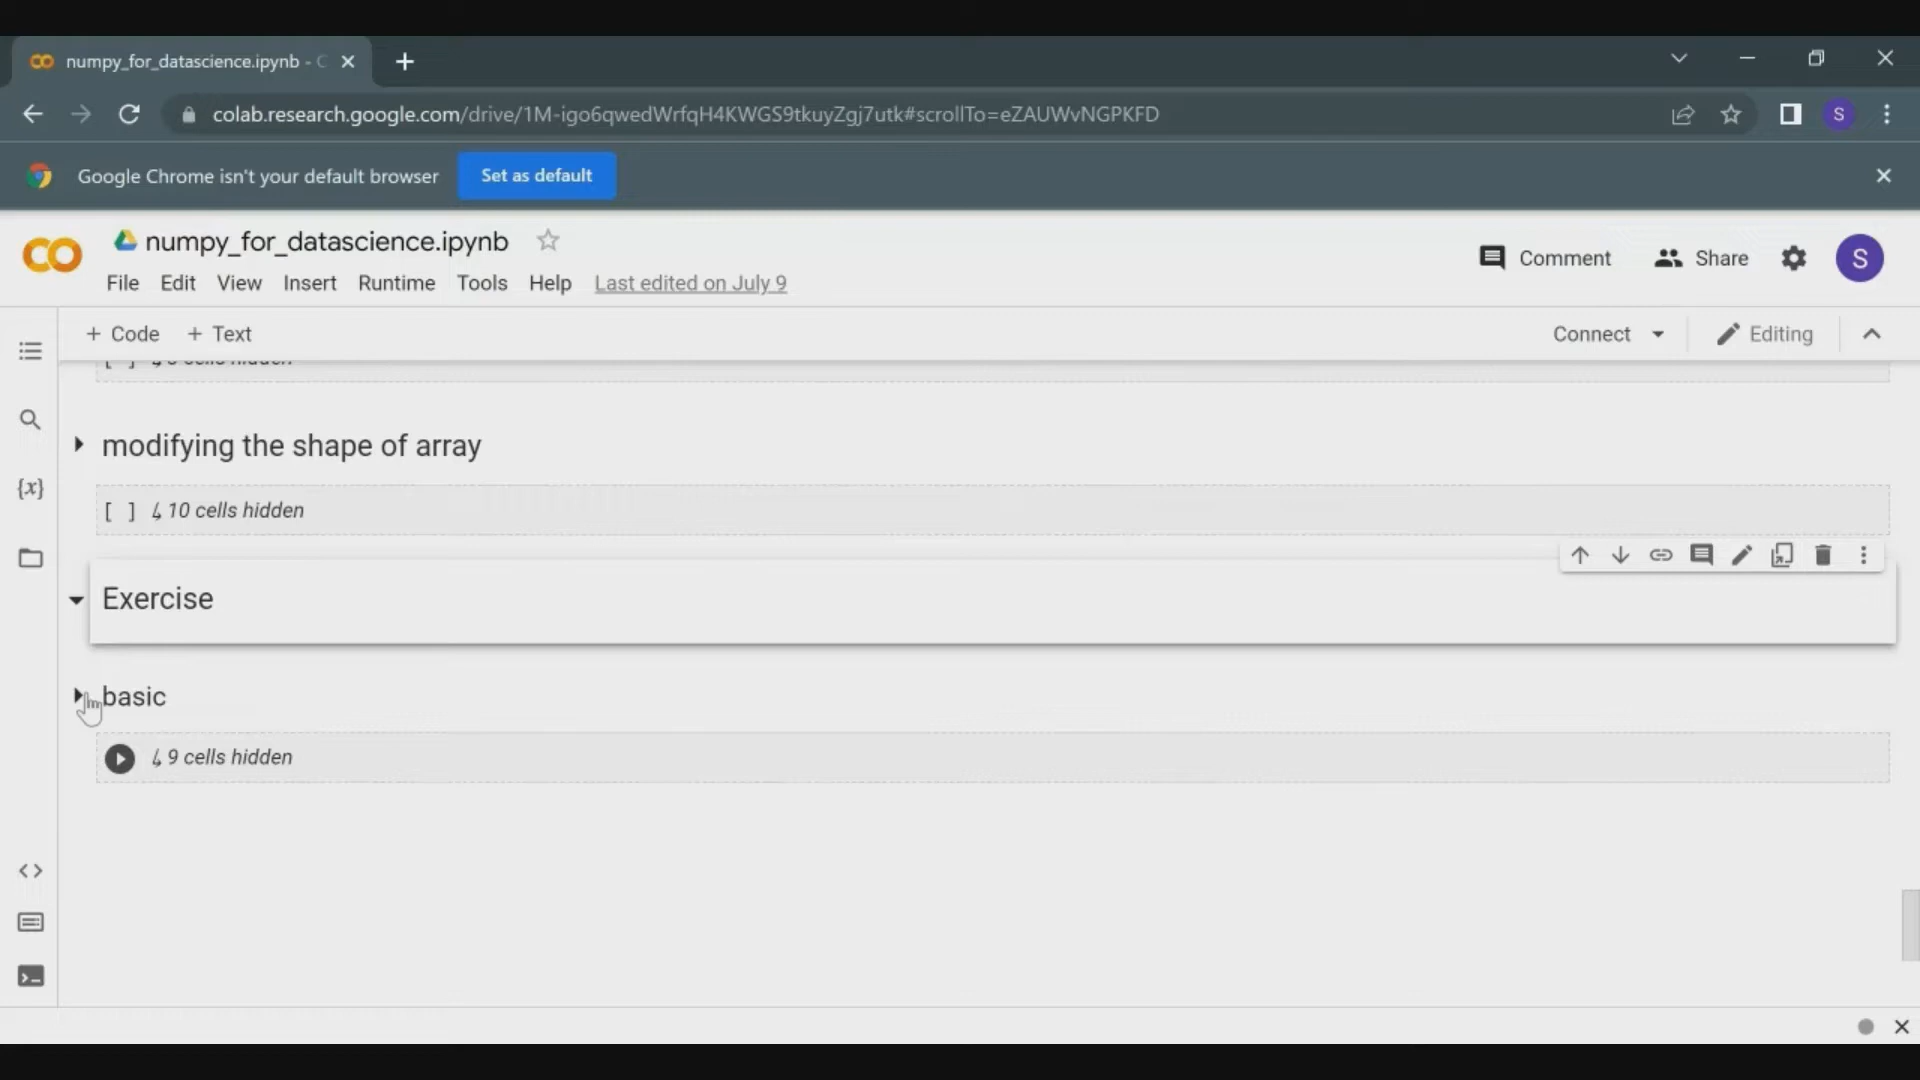 numpy_for_datascience.ipynb - C
colab.research.google.com/drive/1M-igo6qwedWrfqH4KWGS9tkuyZgj7utk#scrollTo=eZAUWvNGPKFD
S
Google Chrome isn't your default browser
Set as default
numpy_for_datascience.ipynb
Comment
Share
S
File Edit View Insert Runtime Tools Help Last edited on July 9
+ Code + Text
Connect
Editing
cells hidden
modifying the shape of array
[ ] ↳ 10 cells hidden
{x}
Exercise
basic
↳ 9 cells hidden